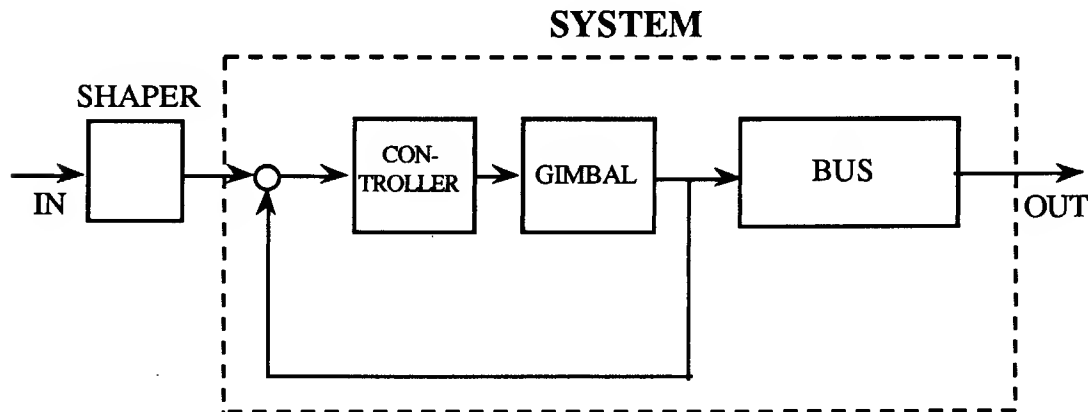 SYSTEM
SHAPER
IN
CON-
TROLLER
GIMBAL
BUS
OUT